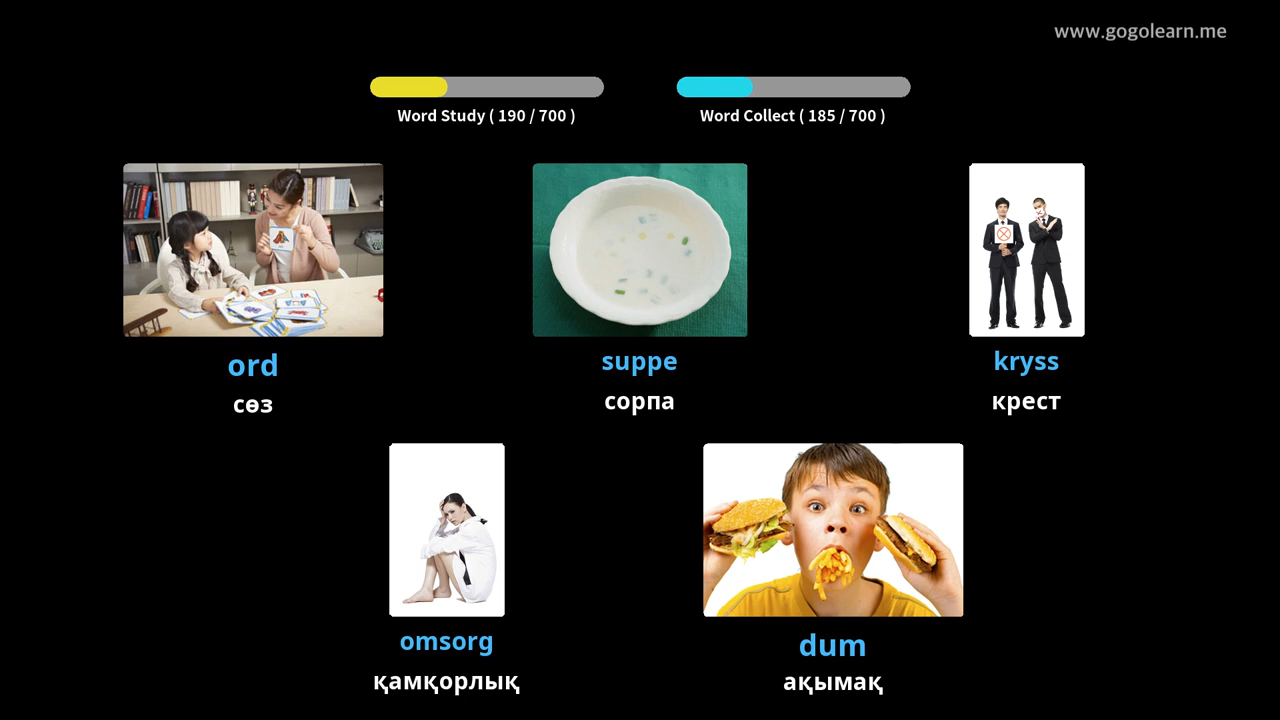 www.gogolearn.me
Word Study ( 190 / 700 )
Word Collect ( 185 / 700 )
ord
сөз
suppe
сорпа
kryss
крест
omsorg
қамқорлық
dum
ақымақ